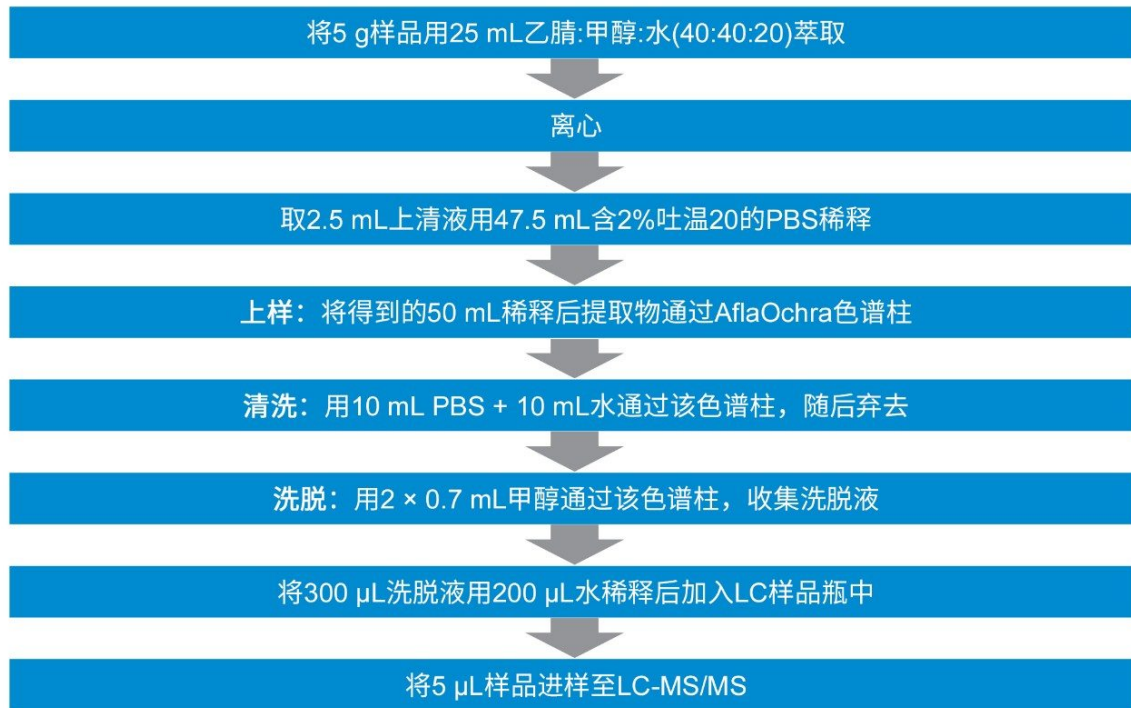 将5 g样品用25 mL乙腈:甲醇:水(40:40:20)萃取
离心
取2.5 mL上清液用47.5 mL含2%吐温20的PBS稀释
上样：将得到的50 mL稀释后提取物通过AflaOchra色谱柱
清洗：用10 mL PBS + 10 mL水通过该色谱柱，随后弃去
洗脱：用2 × 0.7 mL甲醇通过该色谱柱，收集洗脱液
将300 µL洗脱液用200 µL水稀释后加入LC样品瓶中
将5 µL样品进样至LC-MS/MS